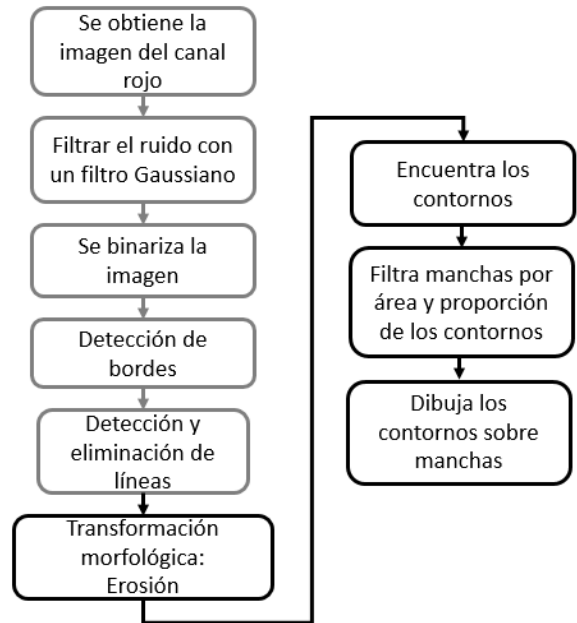 Se obtiene la
imagen del canal
rojo
Filtrar el ruido con
un filtro Gaussiano
Se binariza la
imagen
Detección de
bordes
Detección y
eliminación de
líneas
Transformación
morfológica:
Erosión
Encuentra los
contornos
Filtra manchas por
área y proporción
de los contornos
Dibuja los
contornos sobre
manchas